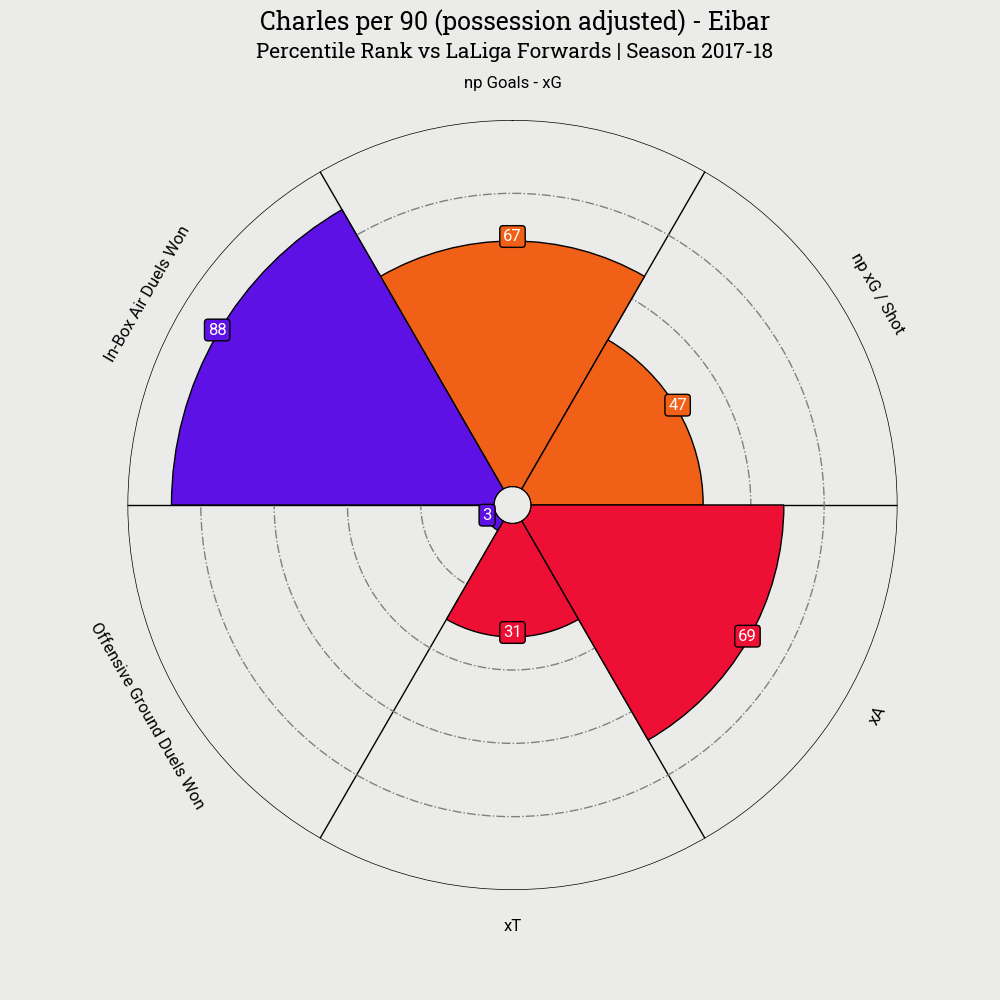 Charles per 90 (possession adjusted) - Eibar
Percentile Rank vs LaLiga Forwards | Season 2017-18
np Goals - xG
67
np xG / Shot
47
In-Box Air Duels Won
88
3
Offensive Ground Duels Won
31
xT
69
xA